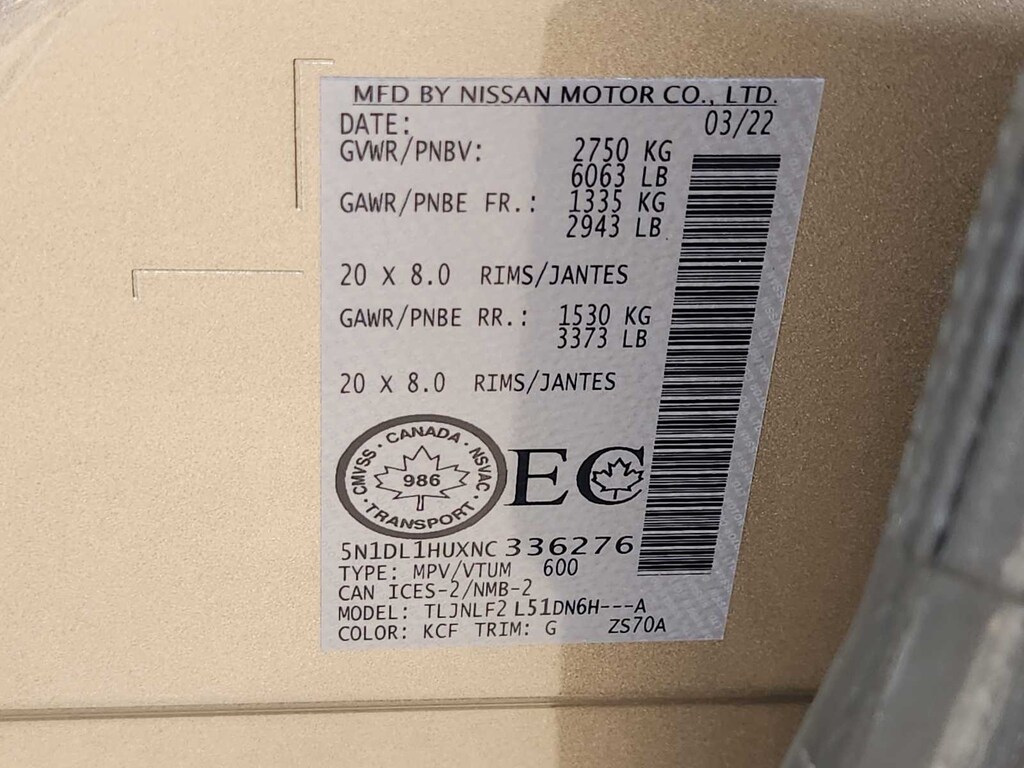 MFD BY NISSAN MOTOR CO., LTD.
DATE: 03/22
GVWR/PNBV: 2750 KG
6063 LB
GAWR/PNBE FR.: 1335 KG
2943 LB
20 X 8.0 RIMS/JANTES
GAWR/PNBE RR.: 1530 KG
3373 LB
20 X 8.0 RIMS/JANTES
CMVSS · CANADA · NSVAC · TRANSPORT ·
986
EC
5N1DL1HUXNC 336276
TYPE: MPV/VTUM 600
CAN ICES-2/NMB-2
MODEL: TLJNLF2 L51DN6H---A
COLOR: KCF TRIM: G ZS70A